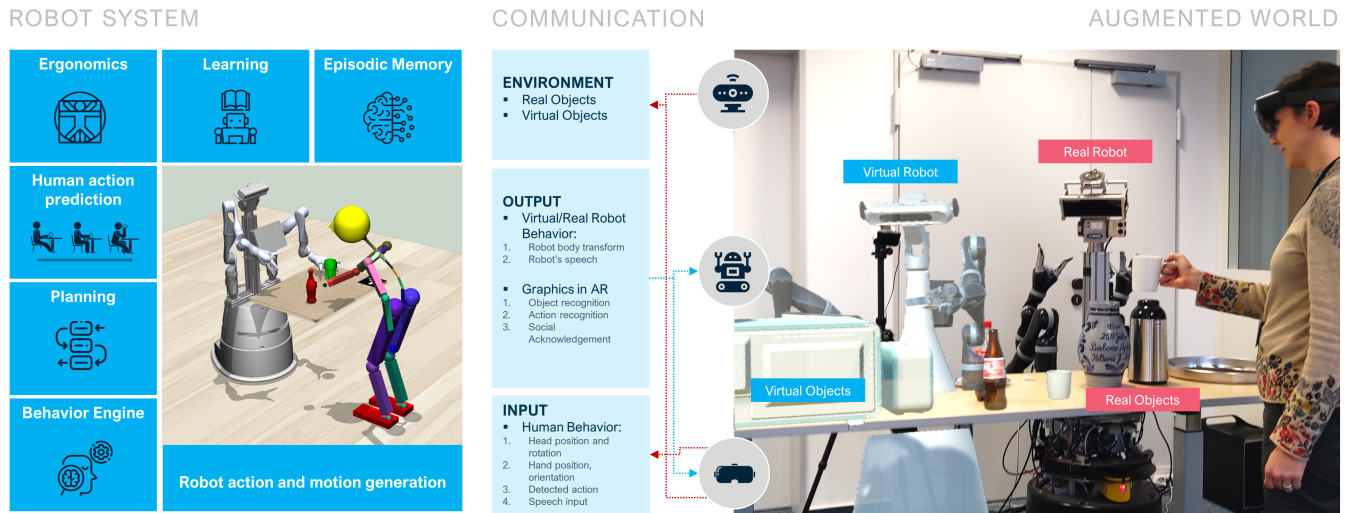 ROBOT SYSTEM
COMMUNICATION
AUGMENTED WORLD
Ergonomics
Learning
Episodic Memory
Human action
prediction
Planning
Behavior Engine
Robot action and motion generation
ENVIRONMENT
▪ Real Objects
▪ Virtual Objects
OUTPUT
▪ Virtual/Real Robot
Behavior:
1. Robot body transform
2. Robot's speech
▪ Graphics in AR
1. Object recognition
2. Action recognition
3. Social
Acknowledgement
INPUT
▪ Human Behavior:
1. Head position and
rotation
2. Hand position,
orientation
3. Detected action
4. Speech input
Virtual Robot
Real Robot
Virtual Objects
Real Objects